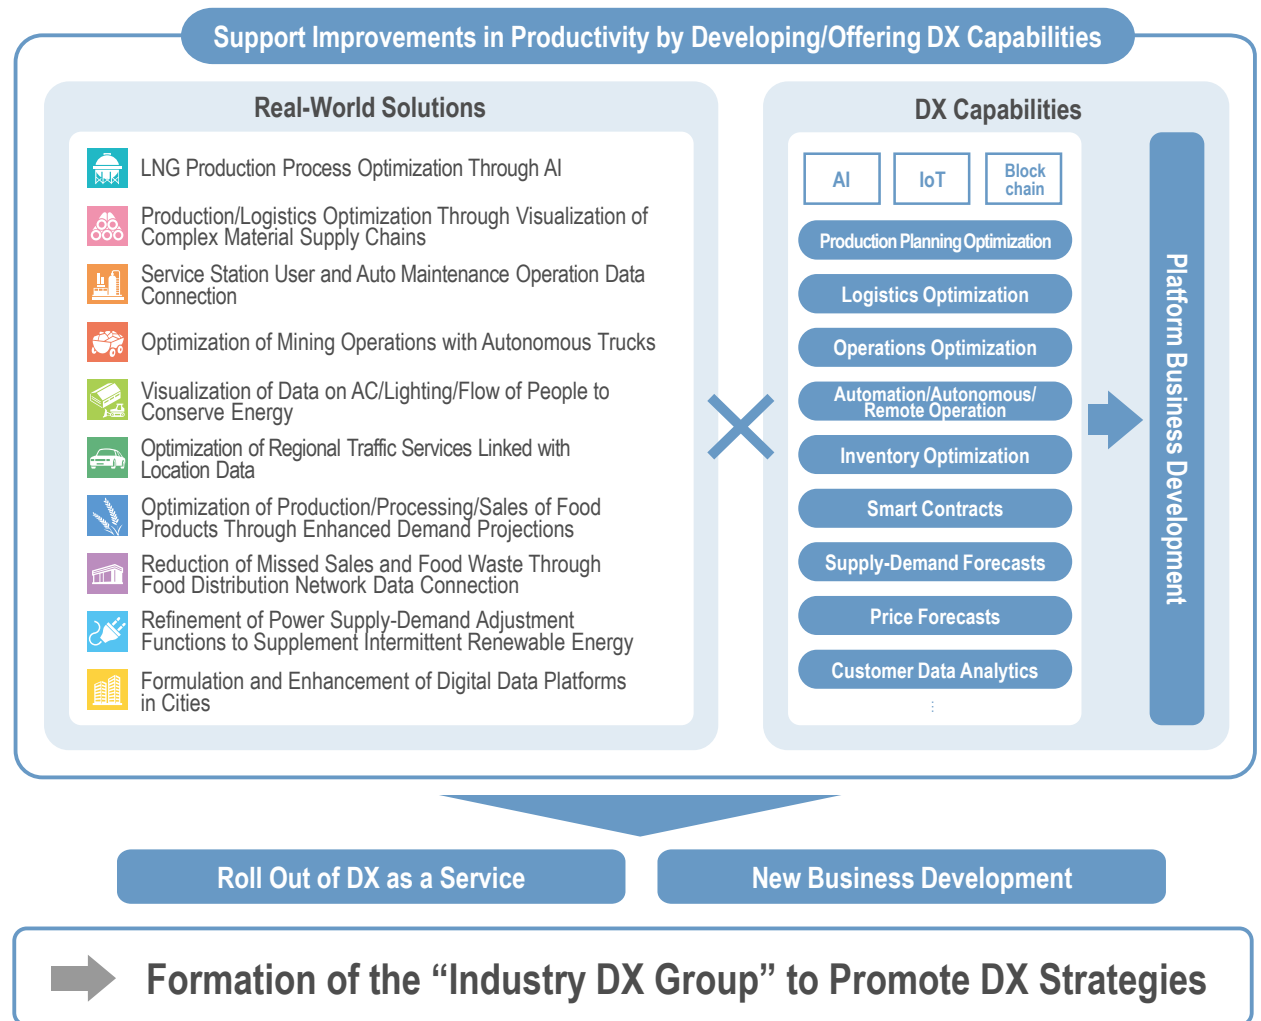 Support Improvements in Productivity by Developing/Offering DX Capabilities
Real-World Solutions
LNG Production Process Optimization Through AI
Production/Logistics Optimization Through Visualization of
Complex Material Supply Chains
Service Station User and Auto Maintenance Operation Data
Connection
Optimization of Mining Operations with Autonomous Trucks
Visualization of Data on AC/Lighting/Flow of People to
Conserve Energy
Optimization of Regional Traffic Services Linked with
Location Data
Optimization of Production/Processing/Sales of Food
Products Through Enhanced Demand Projections
Reduction of Missed Sales and Food Waste Through
Food Distribution Network Data Connection
Refinement of Power Supply-Demand Adjustment
Functions to Supplement Intermittent Renewable Energy
Formulation and Enhancement of Digital Data Platforms
in Cities
DX Capabilities
AI
IoT
Block
chain
Production Planning Optimization
Logistics Optimization
Operations Optimization
Automation/Autonomous/
Remote Operation
Inventory Optimization
Smart Contracts
Supply-Demand Forecasts
Price Forecasts
Customer Data Analytics
⋮
Platform Business Development
Roll Out of DX as a Service
New Business Development
Formation of the “Industry DX Group” to Promote DX Strategies